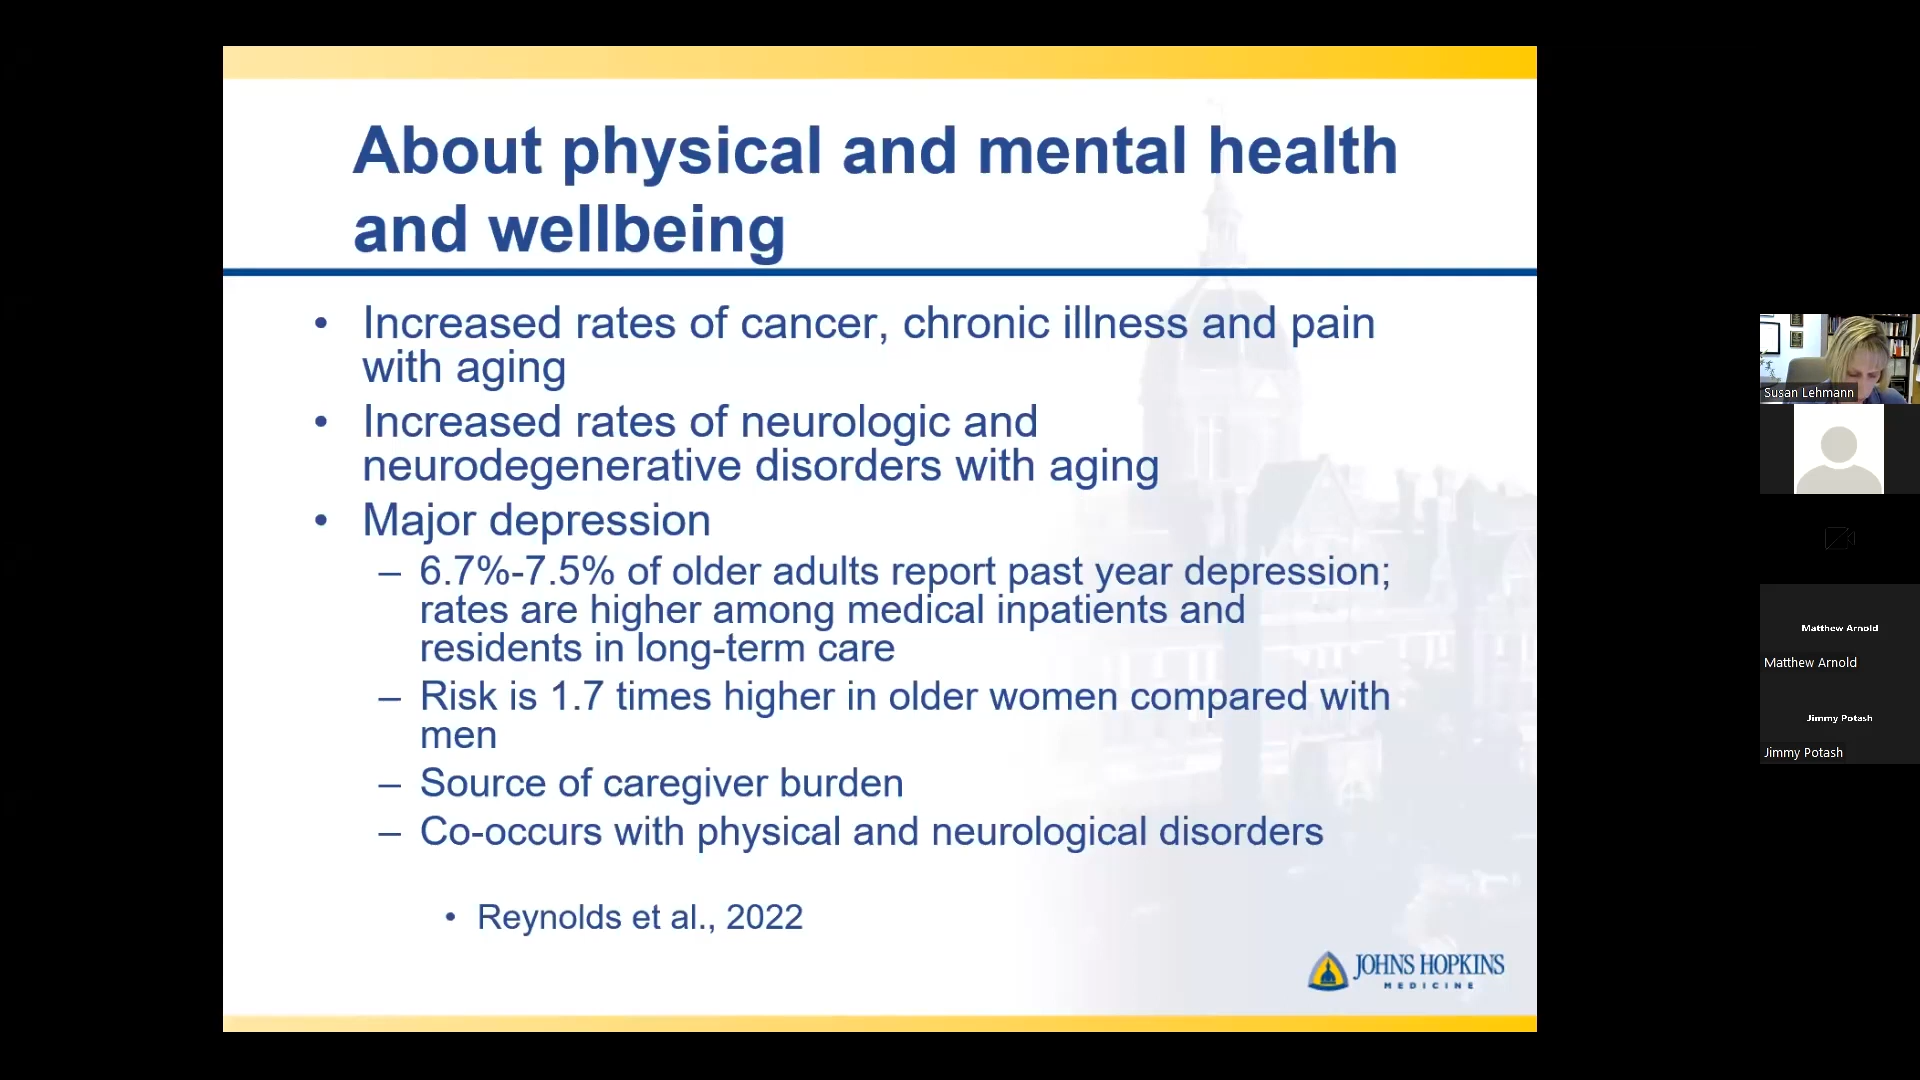 About physical and mental health
and wellbeing
• Increased rates of cancer, chronic illness and pain
with aging
• Increased rates of neurologic and
neurodegenerative disorders with aging
• Major depression
– 6.7%-7.5% of older adults report past year depression;
rates are higher among medical inpatients and
residents in long-term care
– Risk is 1.7 times higher in older women compared with
men
– Source of caregiver burden
– Co-occurs with physical and neurological disorders
• Reynolds et al., 2022
JOHNS HOPKINS
MEDICINE
Susan Lehmann
Matthew Arnold
Matthew Arnold
Jimmy Potash
Jimmy Potash